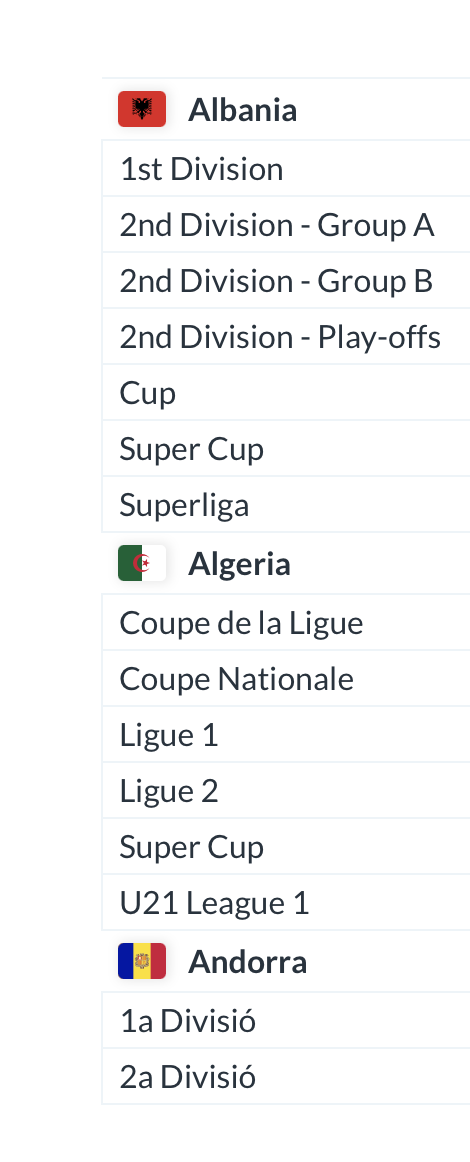 Albania
1st Division
2nd Division - Group A
2nd Division - Group B
2nd Division - Play-offs
Cup
Super Cup
Superliga
Algeria
Coupe de la Ligue
Coupe Nationale
Ligue 1
Ligue 2
Super Cup
U21 League 1
Andorra
1a Divisió
2a Divisió